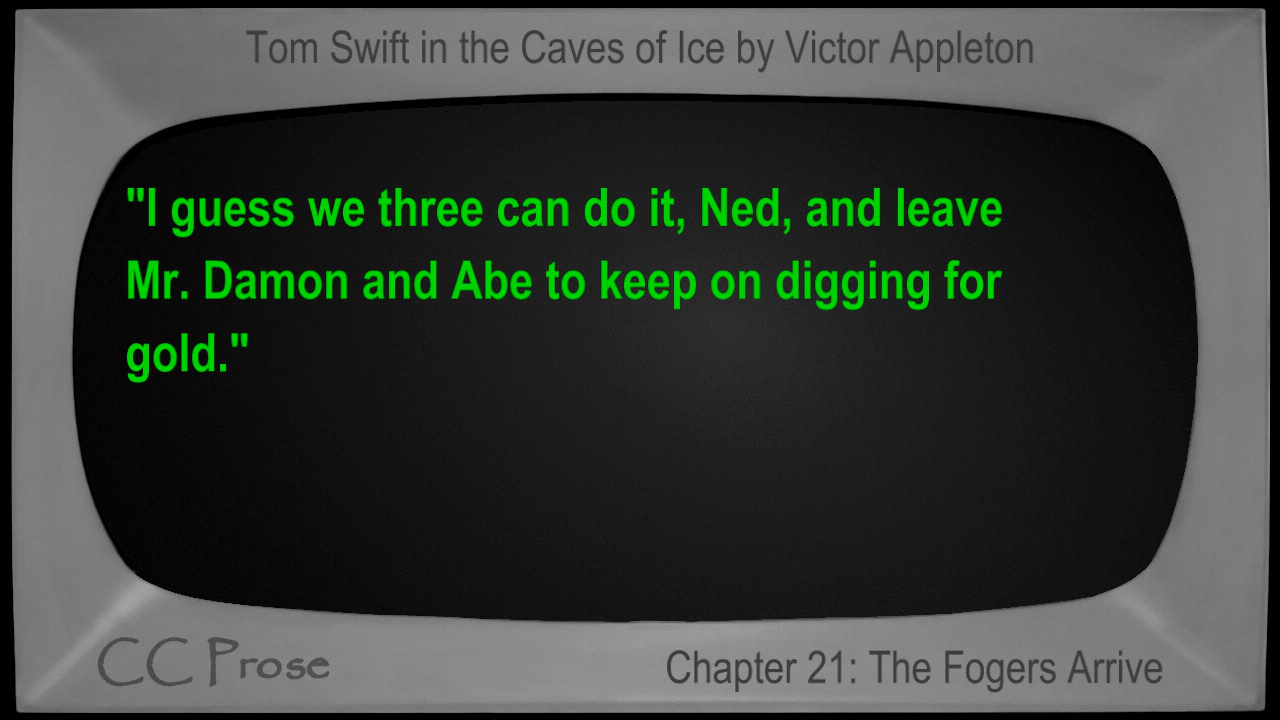 Tom Swift in the Caves of Ice by Victor Appleton
"I guess we three can do it, Ned, and leave
Mr. Damon and Abe to keep on digging for
gold."
CC Prose
Chapter 21: The Fogers Arrive